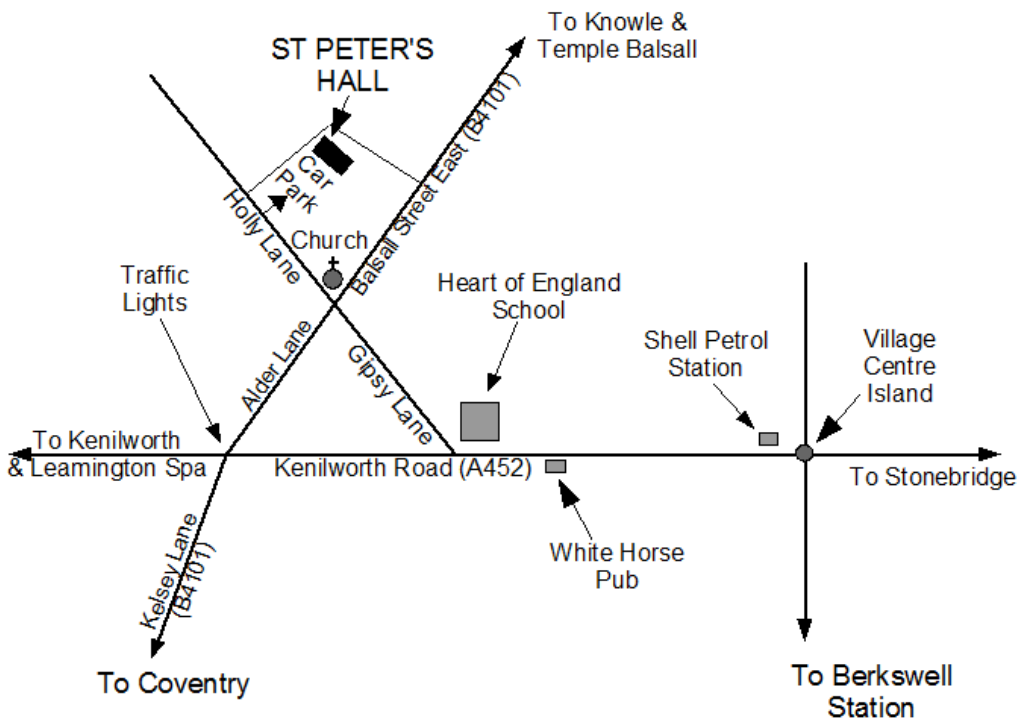 To Knowle &
Temple Balsall
ST PETER'S
HALL
Balsall Street East (B4101)
Car
Park
Holly Lane
Church
Traffic
Lights
Heart of England
School
Shell Petrol
Station
Village
Centre
Island
Alder Lane
Gipsy Lane
To Kenilworth
& Leamington Spa
Kenilworth Road (A452)
To Stonebridge
White Horse
Pub
Kelsey Lane
(B4101)
To Coventry
To Berkswell
Station